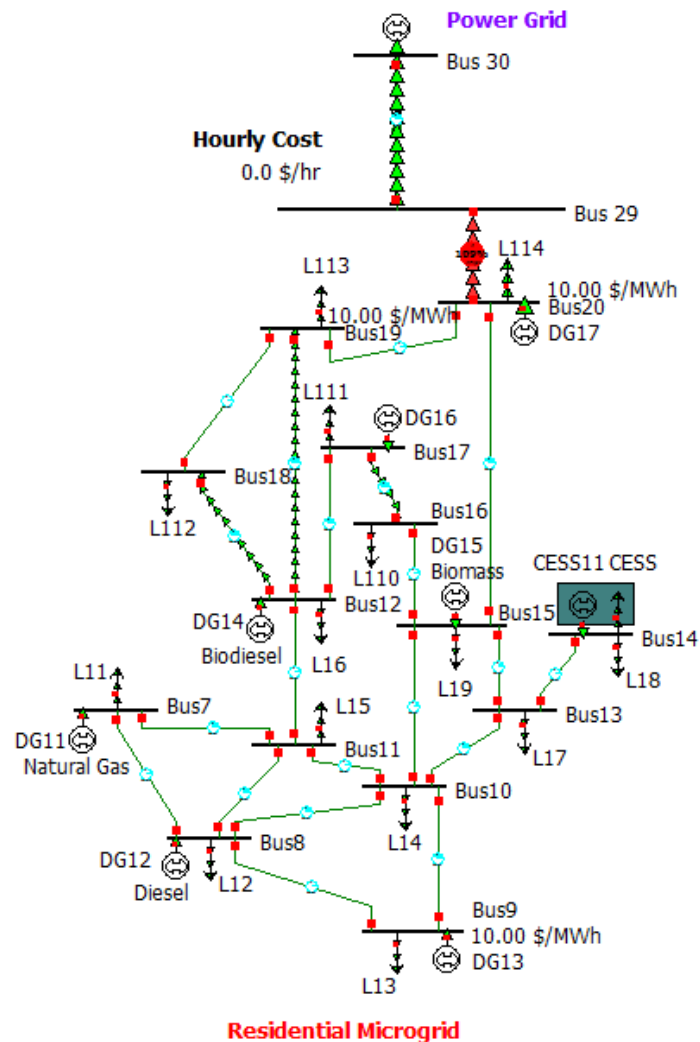 Power Grid
Bus 30
Hourly Cost
0.0 $/hr
Bus 29
109%
L114
L113
10.00 $/MWh
Bus20
10.00 $/MWh
Bus19
DG17
L111
DG16
Bus17
Bus18
L112
Bus16
DG15
Biomass
L110
CESS11 CESS
DG14
Bus12
Bus15
Bus14
Biodiesel
L16
L19
L18
L11
Bus7
L15
Bus13
DG11
Natural Gas
Bus11
L17
Bus10
L14
DG12
Bus8
Diesel
L12
Bus9
10.00 $/MWh
L13
DG13
Residential Microgrid